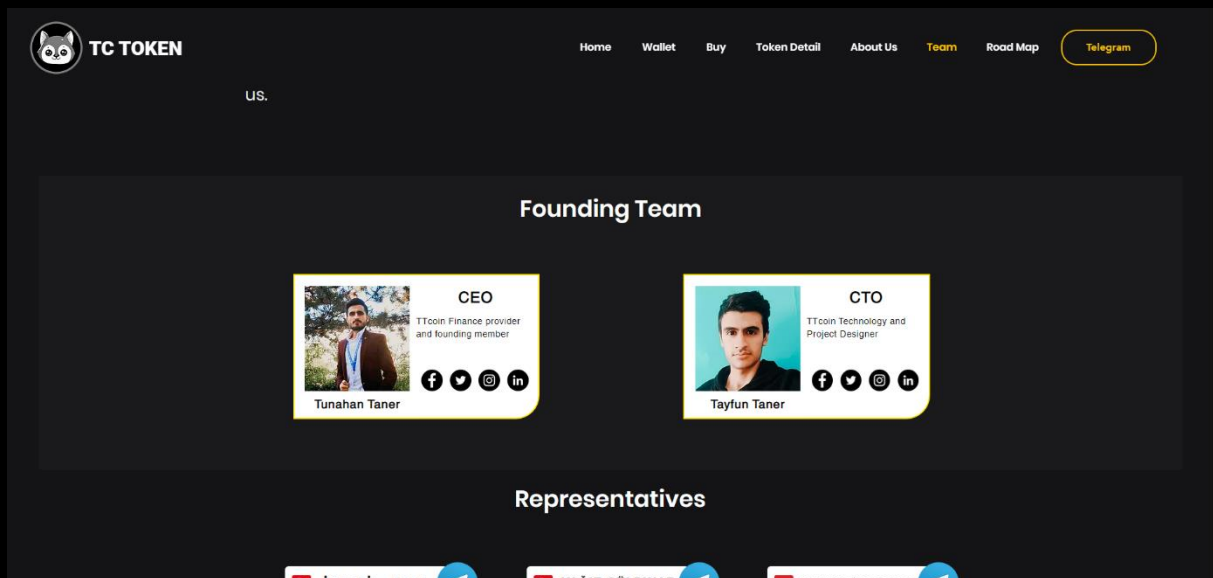 TC TOKEN
Home Wallet Buy Token Detail About Us Team Road Map Telegram
us.
Founding Team
CEO
TTcoin Finance provider
and founding member
Tunahan Taner
CTO
TTcoin Technology and
Project Designer
Tayfun Taner
Representatives